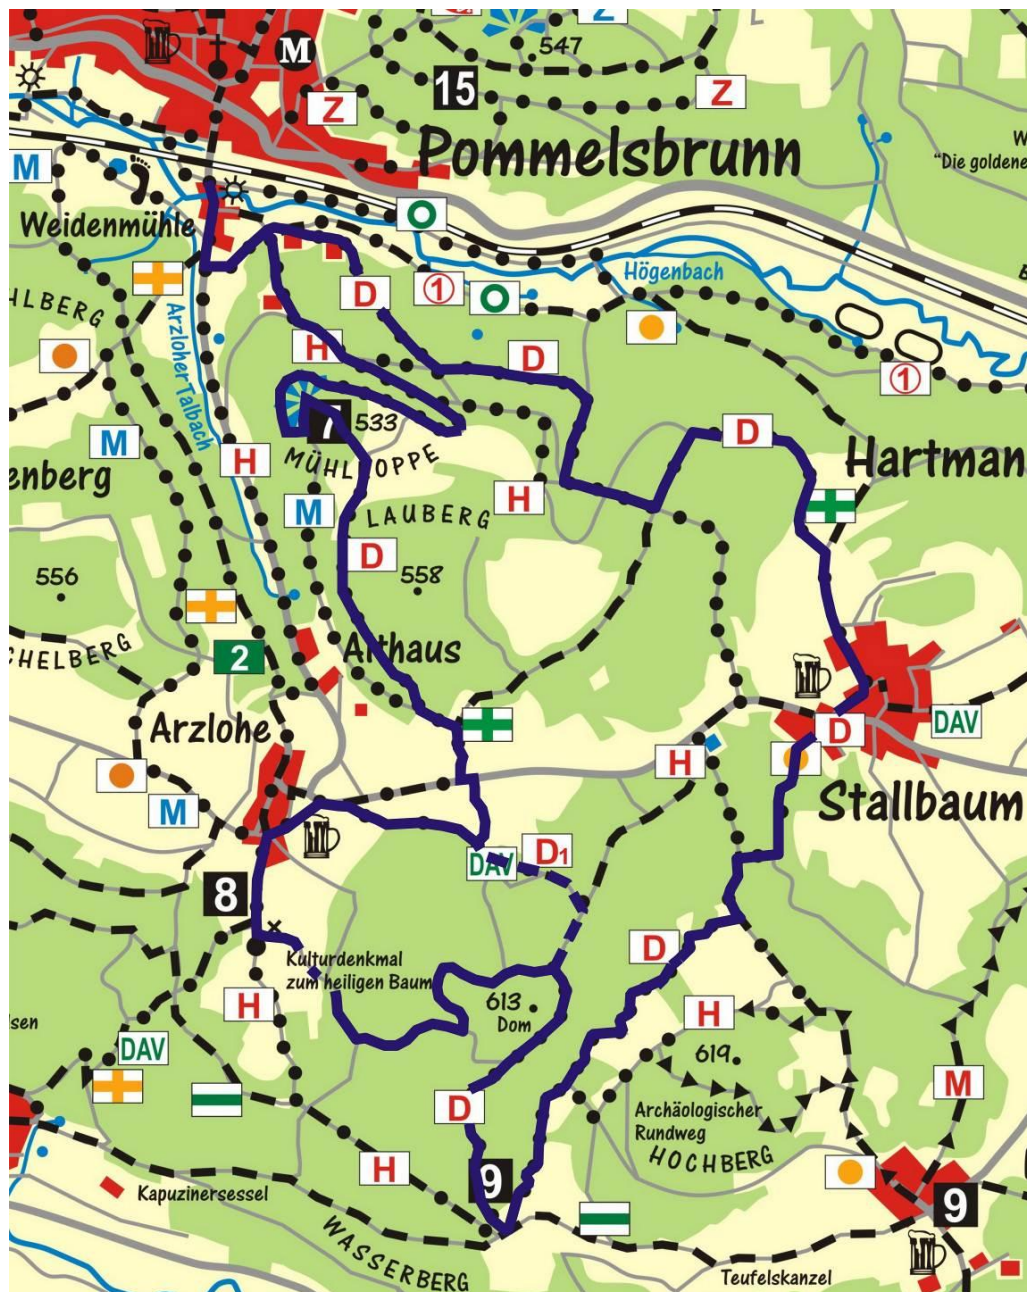 547
Z
M
15
Z
Z
Pommelsbrunn
"Die goldene
M
Weidenmühle
Högenbach
HLBERG
Arzloher Talbach
D
1
H
D
1
7
533
MÜHLKOPPE
M
H
D
Hartman
enberg
M
H
LAUBERG
D
558
556
CHELBERG
2
Althaus
Arzlohe
D
DAV
H
M
Stallbaum
DAV
D1
8
Kulturdenkmal
zum heiligen Baum
D
613
Dom
H
H
sen
DAV
619
M
D
Archäologischer
Rundweg
HOCHBERG
H
9
Kapuzinersessel
9
WASSERBERG
Teufelskanzel